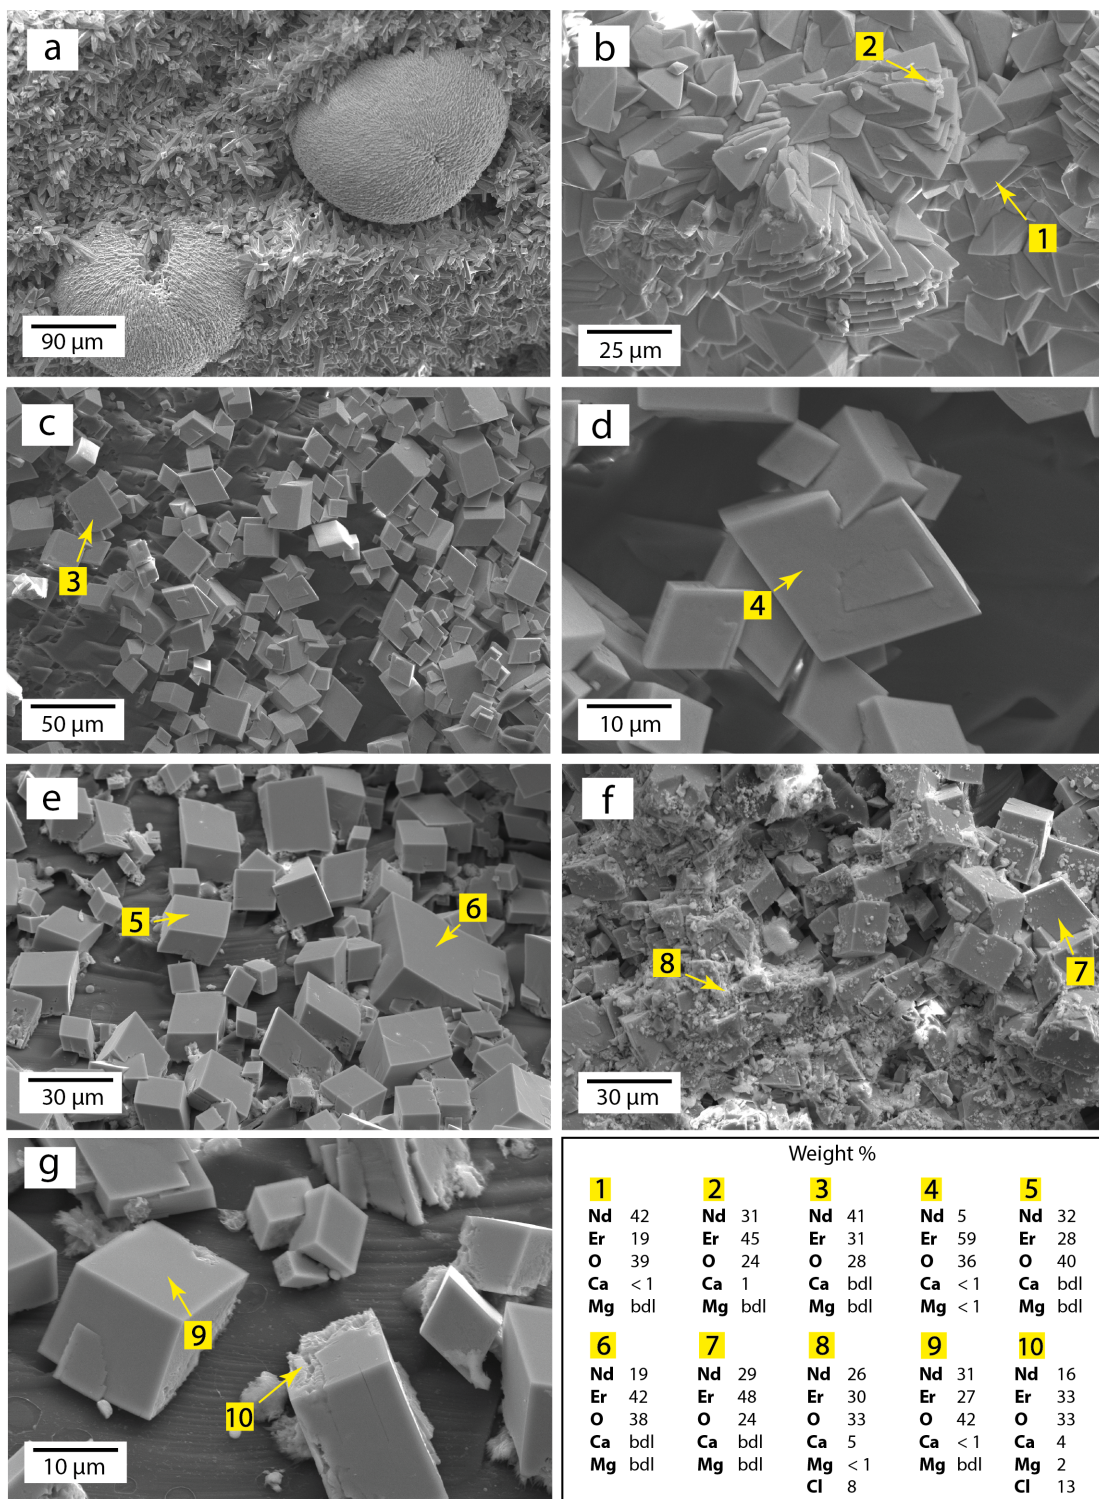 a
90 µm
b
2
1
25 µm
c
3
50 µm
d
4
10 µm
e
5
6
30 µm
f
8
7
30 µm
g
9
10
10 µm
Weight %
1 2 3 4 5
Nd 42 Nd 31 Nd 41 Nd 5 Nd 32
Er 19 Er 45 Er 31 Er 59 Er 28
O 39 O 24 O 28 O 36 O 40
Ca < 1 Ca 1 Ca bdl Ca < 1 Ca bdl
Mg bdl Mg bdl Mg bdl Mg < 1 Mg bdl
6 7 8 9 10
Nd 19 Nd 29 Nd 26 Nd 31 Nd 16
Er 42 Er 48 Er 30 Er 27 Er 33
O 38 O 24 O 33 O 42 O 33
Ca bdl Ca bdl Ca 5 Ca < 1 Ca 4
Mg bdl Mg bdl Mg < 1 Mg bdl Mg 2
Cl 8 Cl 13